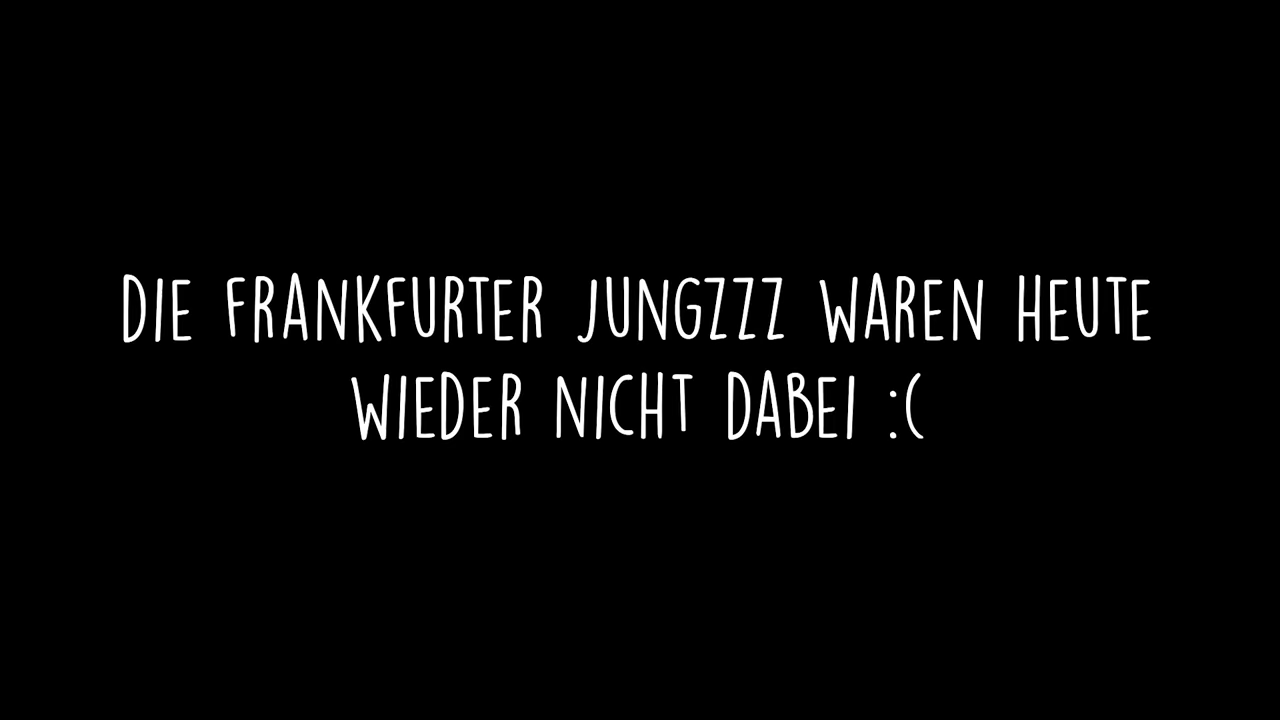 DIE FRANKFURTER JUNGZZZ WAREN HEUTE
WIEDER NICHT DABEI :(